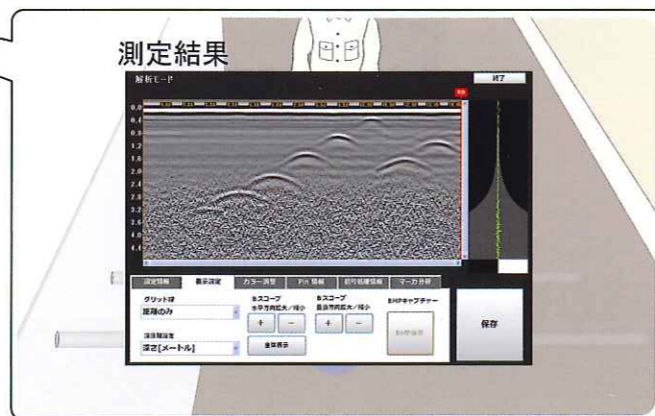 測定結果
解析モード
終了
0.0
0.4
0.8
1.2
1.6
2.0
2.4
2.8
3.2
3.6
4.0
4.4
設定情報 表示設定 カラー調整 Pin 情報 信号処理情報 マーカ分析
グリット線
距離のみ
深度軸設定
深さ[メートル]
Bスコープ
水平方向拡大/縮小
+ -
全体表示
Bスコープ
垂直方向拡大/縮小
+ -
BMPキャプチャー
BMP保存
保存